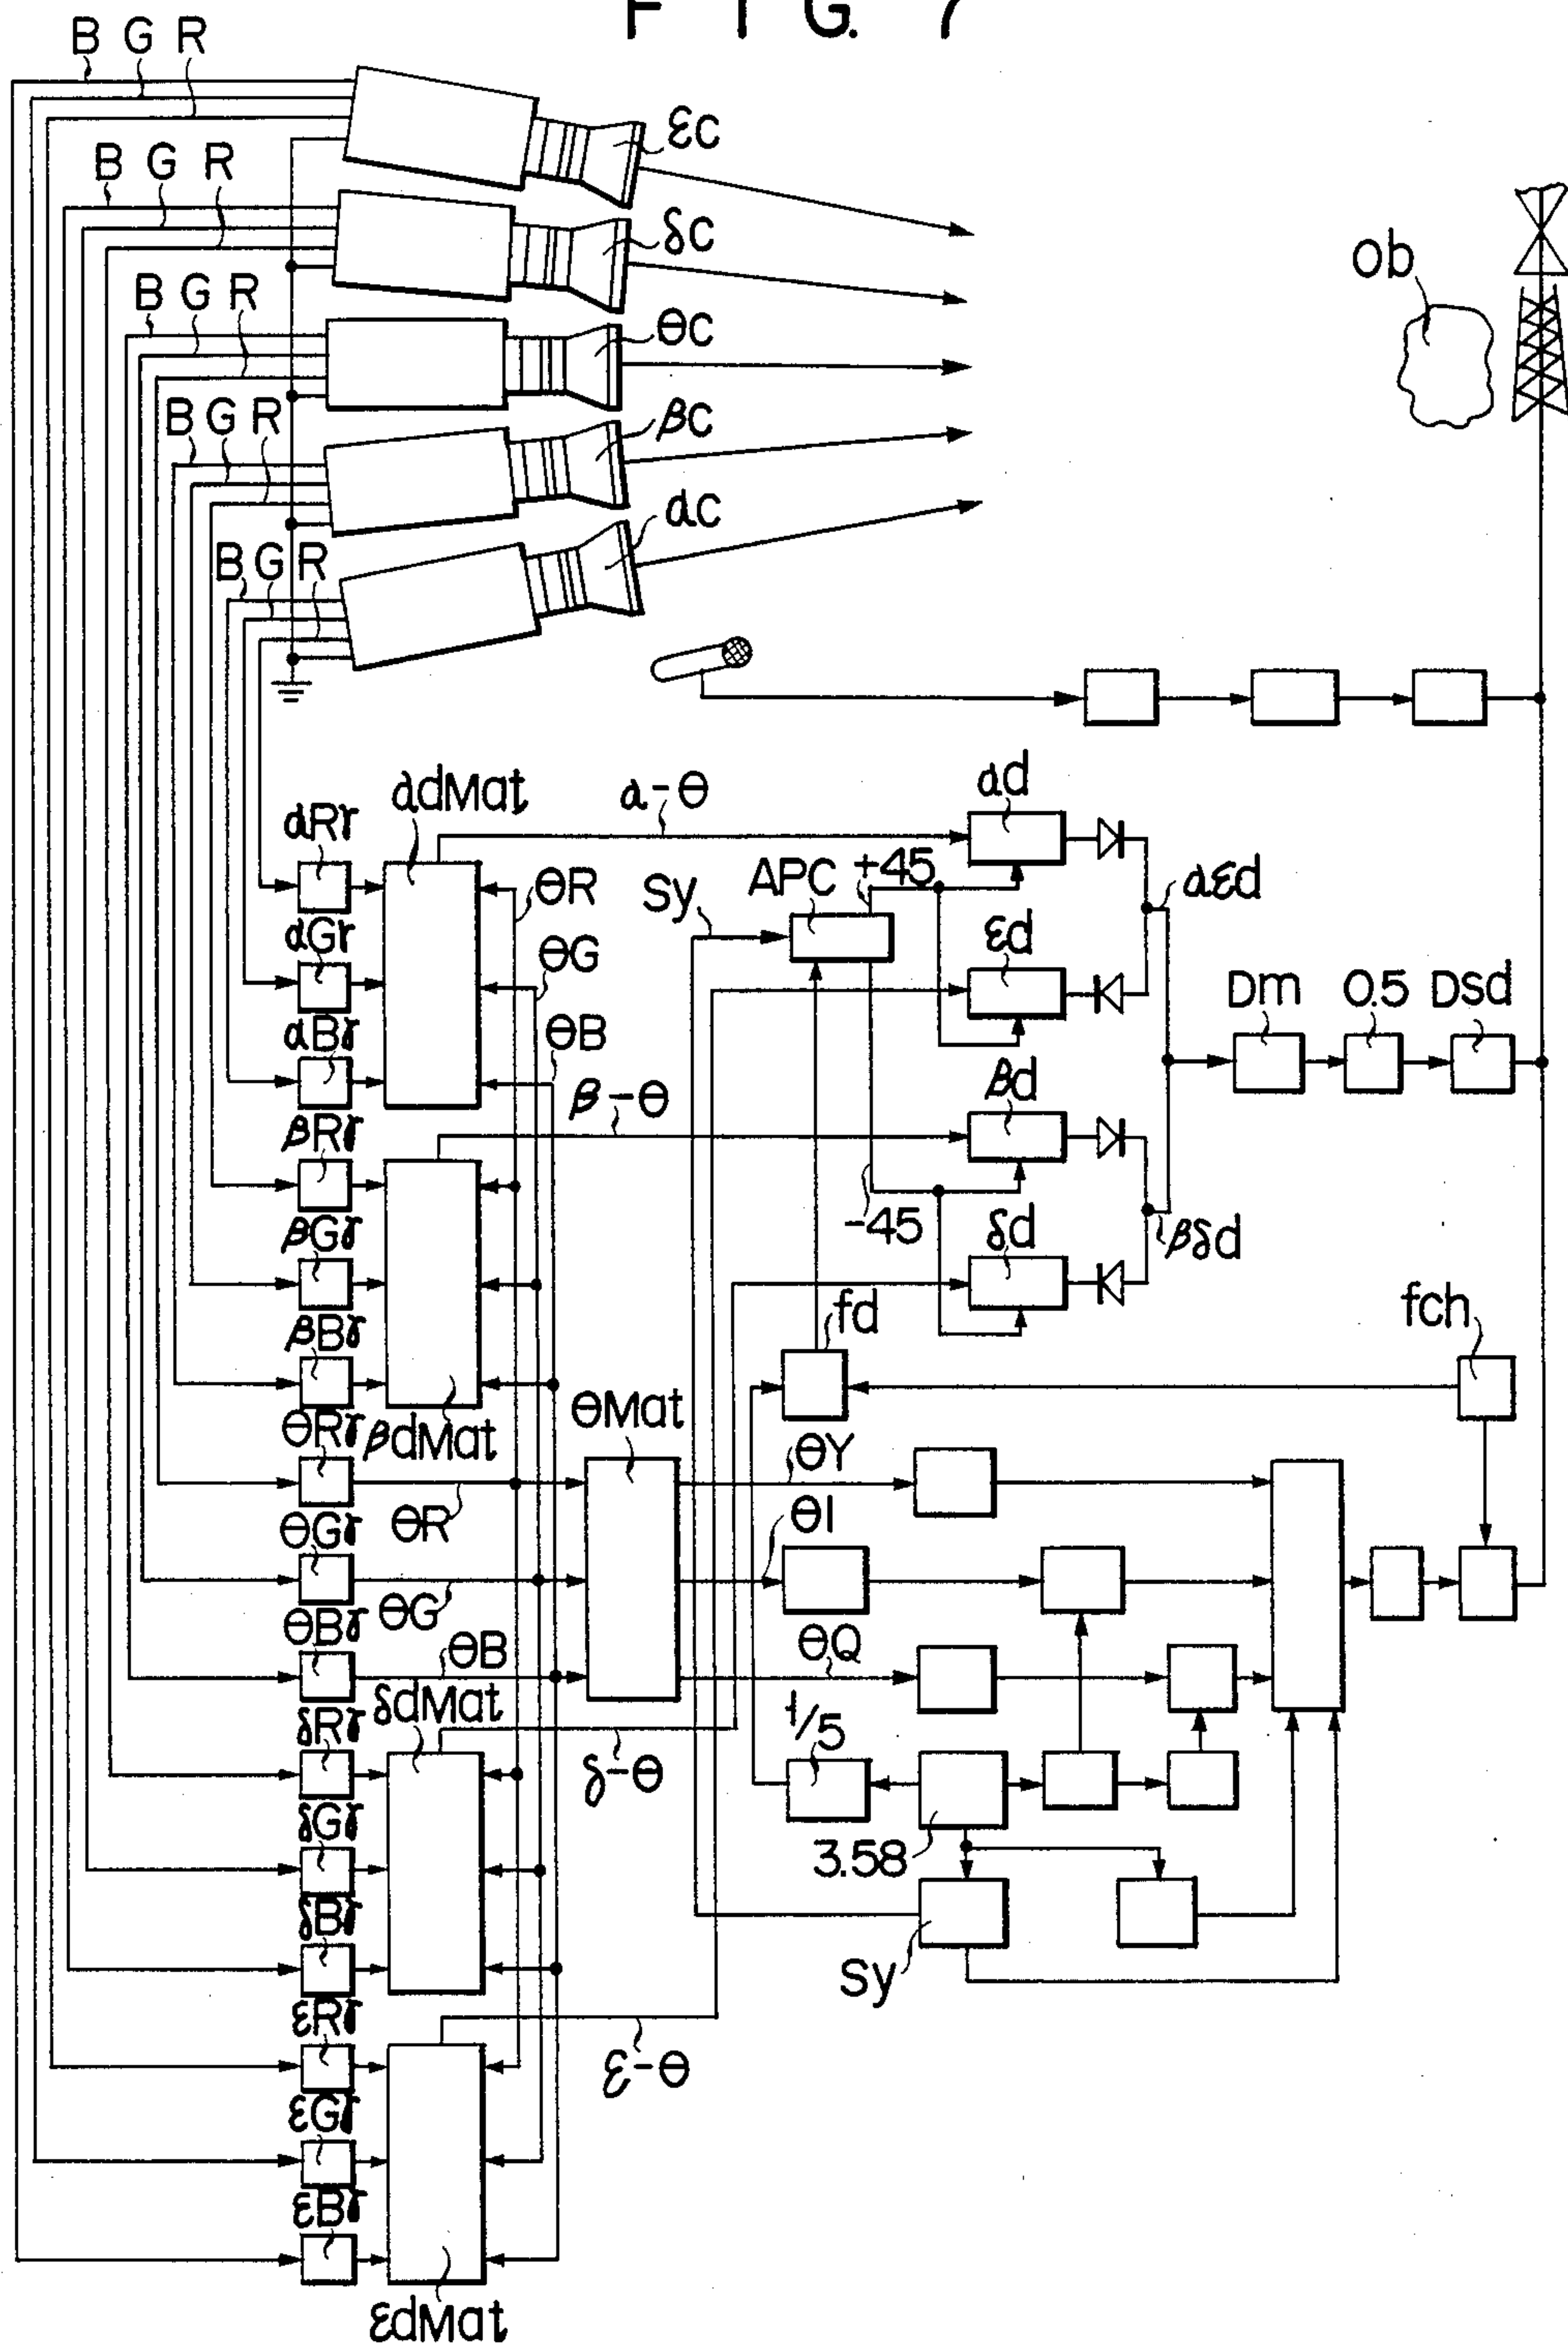 FIG. 7
B G R
εc
B G R
δc
ob
B G R
θc
B G R
βc
αc
B G R
αdMat
α-θ
αd
αRγ
APC
+45
αεd
θR
Sy
αGγ
εd
θG
Dm
0.5
Dsd
αBγ
θB
βd
β-θ
βRγ
-45
δd
βδd
βGγ
fd
fch
βBγ
θMat
θRγ
βdMat
θY
θR
θI
θGγ
θG
θBγ
θB
θQ
δdMat
δRγ
1/5
δ-θ
δGγ
3.58
δBγ
Sy
εRγ
ε-θ
εGγ
εBγ
εdMat